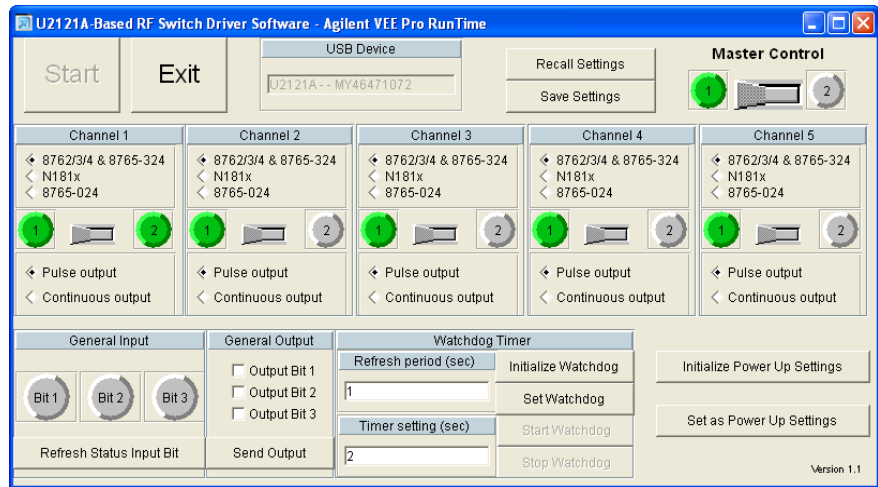 U2121A-Based RF Switch Driver Software - Agilent VEE Pro RunTime
Start
Exit
USB Device
U2121A-- MY46471072
Recall Settings
Save Settings
Master Control
1
2
Channel 1
8762/3/4 & 8765-324
N181x
8765-024
1
2
Pulse output
Continuous output
Channel 2
8762/3/4 & 8765-324
N181x
8765-024
1
2
Pulse output
Continuous output
Channel 3
8762/3/4 & 8765-324
N181x
8765-024
1
2
Pulse output
Continuous output
Channel 4
8762/3/4 & 8765-324
N181x
8765-024
1
2
Pulse output
Continuous output
Channel 5
8762/3/4 & 8765-324
N181x
8765-024
1
2
Pulse output
Continuous output
General Input
Bit 1
Bit 2
Bit 3
Refresh Status Input Bit
General Output
Output Bit 1
Output Bit 2
Output Bit 3
Send Output
Watchdog Timer
Refresh period (sec)
1
Timer setting (sec)
2
Initialize Watchdog
Set Watchdog
Start Watchdog
Stop Watchdog
Initialize Power Up Settings
Set as Power Up Settings
Version 1.1